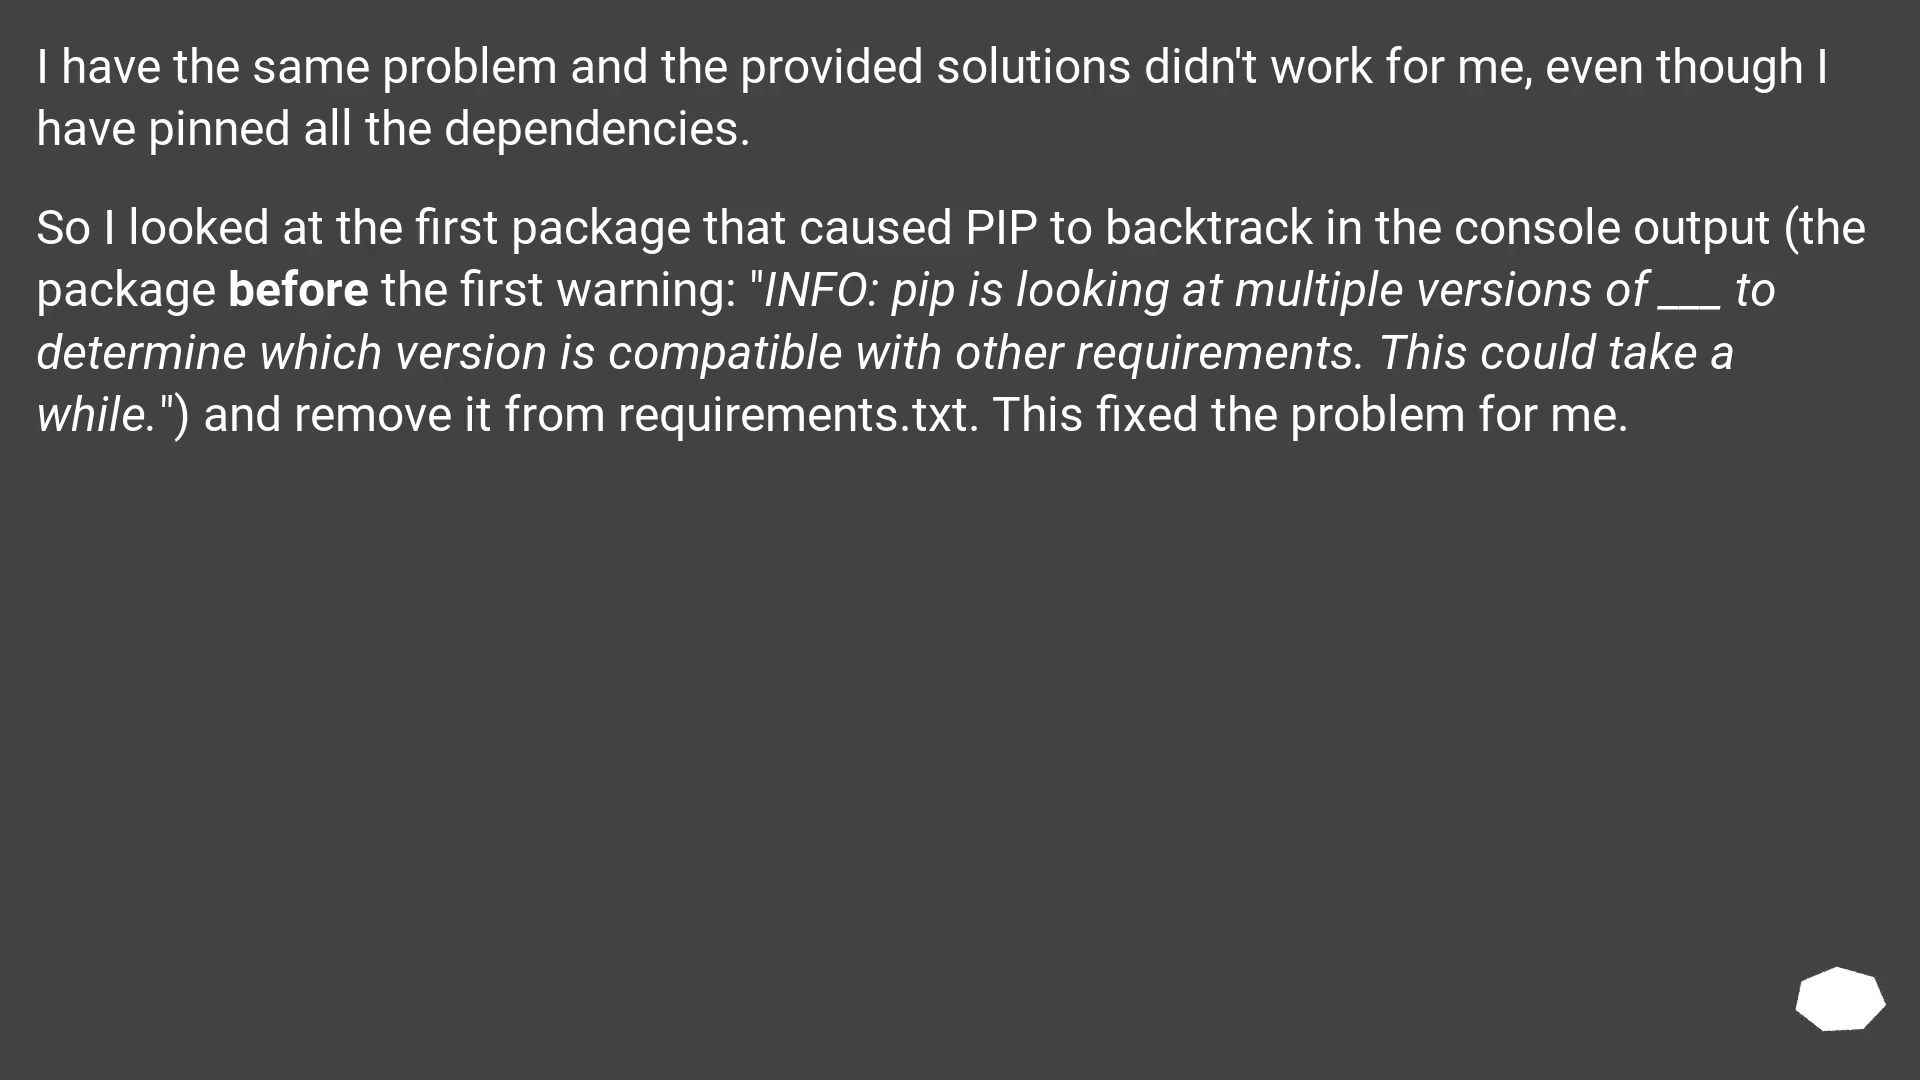 I have the same problem and the provided solutions didn't work for me, even though I
have pinned all the dependencies.
So I looked at the first package that caused PIP to backtrack in the console output (the
package before the first warning: "INFO: pip is looking at multiple versions of ___ to
determine which version is compatible with other requirements. This could take a
while.") and remove it from requirements.txt. This fixed the problem for me.